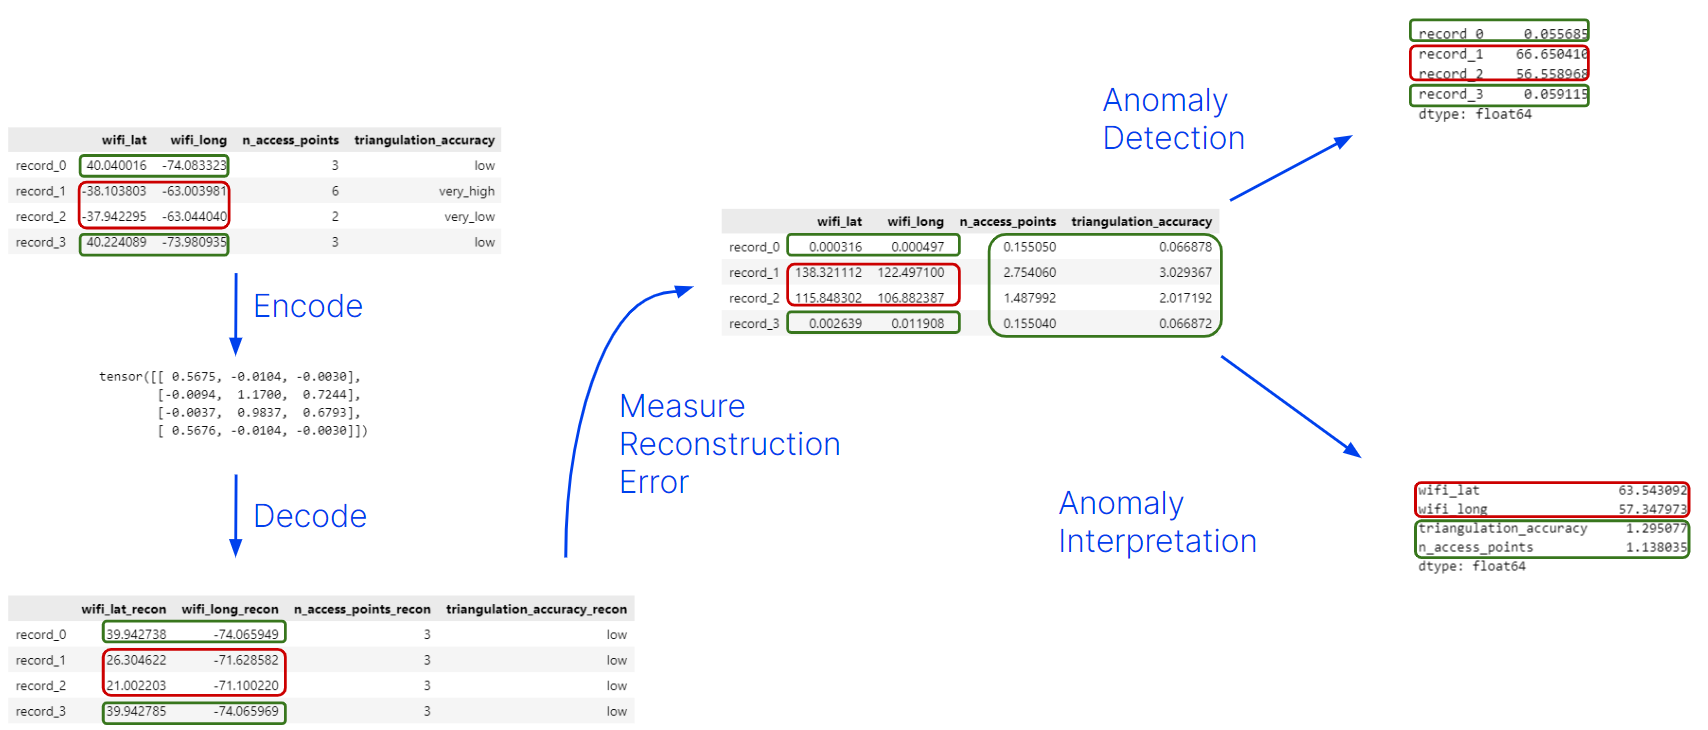 wifi_lat wifi_long n_access_points triangulation_accuracy
record_0 40.040016 -74.083323 3 low
record_1 -38.103803 -63.003981 6 very_high
record_2 -37.942295 -63.044040 2 very_low
record_3 40.224089 -73.980935 3 low
Encode
tensor([[ 0.5675, -0.0104, -0.0030],
[-0.0094, 1.1700, 0.7244],
[-0.0037, 0.9837, 0.6793],
[ 0.5676, -0.0104, -0.0030]])
Decode
wifi_lat_recon wifi_long_recon n_access_points_recon triangulation_accuracy_recon
record_0 39.942738 -74.065949 3 low
record_1 26.304622 -71.628582 3 low
record_2 21.002203 -71.100220 3 low
record_3 39.942785 -74.065969 3 low
Measure
Reconstruction
Error
wifi_lat wifi_long n_access_points triangulation_accuracy
record_0 0.000316 0.000497 0.155050 0.066878
record_1 138.321112 122.497100 2.754060 3.029367
record_2 115.848302 106.882387 1.487992 2.017192
record_3 0.002639 0.011908 0.155040 0.066872
Anomaly
Detection
record_0 0.055685
record_1 66.650410
record_2 56.558968
record_3 0.059115
dtype: float64
Anomaly
Interpretation
wifi_lat 63.543092
wifi_long 57.347973
triangulation_accuracy 1.295077
n_access_points 1.138035
dtype: float64